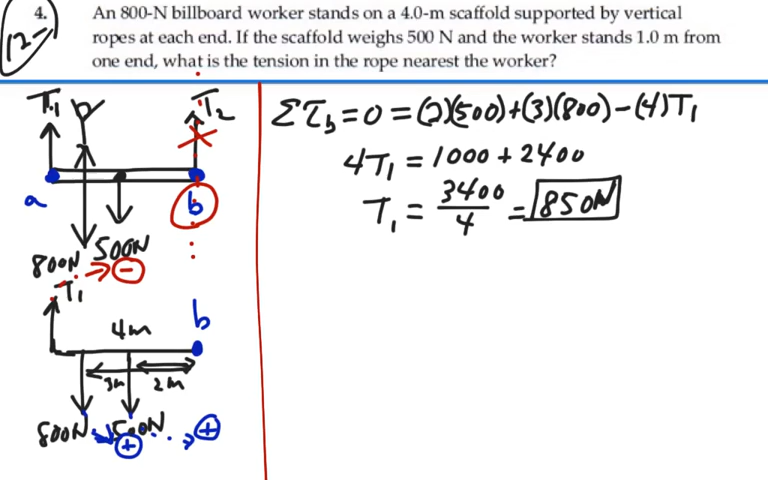 4.
12-
An 800-N billboard worker stands on a 4.0-m scaffold supported by vertical
ropes at each end. If the scaffold weighs 500 N and the worker stands 1.0 m from
one end, what is the tension in the rope nearest the worker?
T1 T2
a b
800N 500N
T1 → -
b
4m
3m 2m
800N 500N
+ +
Στb = 0 = (2)(500)+(3)(800) - (4)T1
4T1 = 1000 + 2400
T1 = 3400/4 = 850N